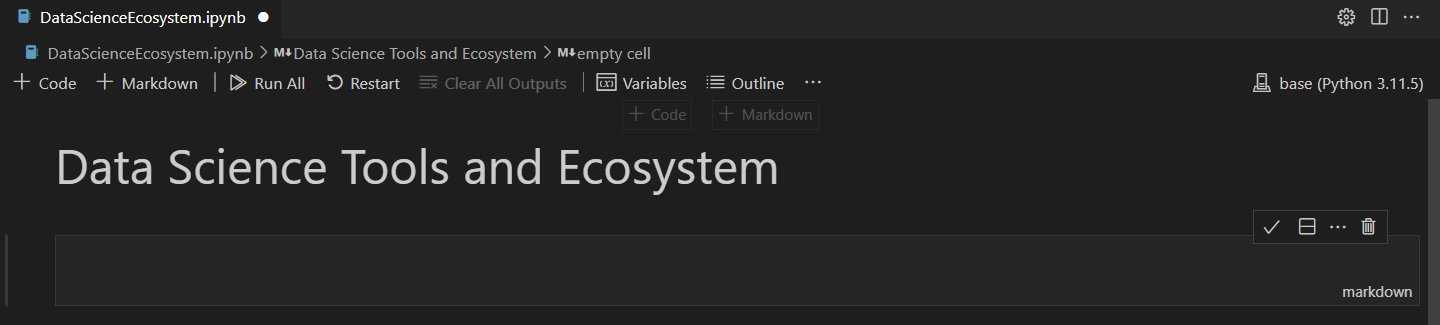 DataScienceEcosystem.ipynb
DataScienceEcosystem.ipynb > M↓Data Science Tools and Ecosystem > M↓empty cell
+ Code + Markdown | Run All Restart Clear All Outputs | (x) Variables Outline ... base (Python 3.11.5)
+ Code + Markdown
Data Science Tools and Ecosystem
markdown